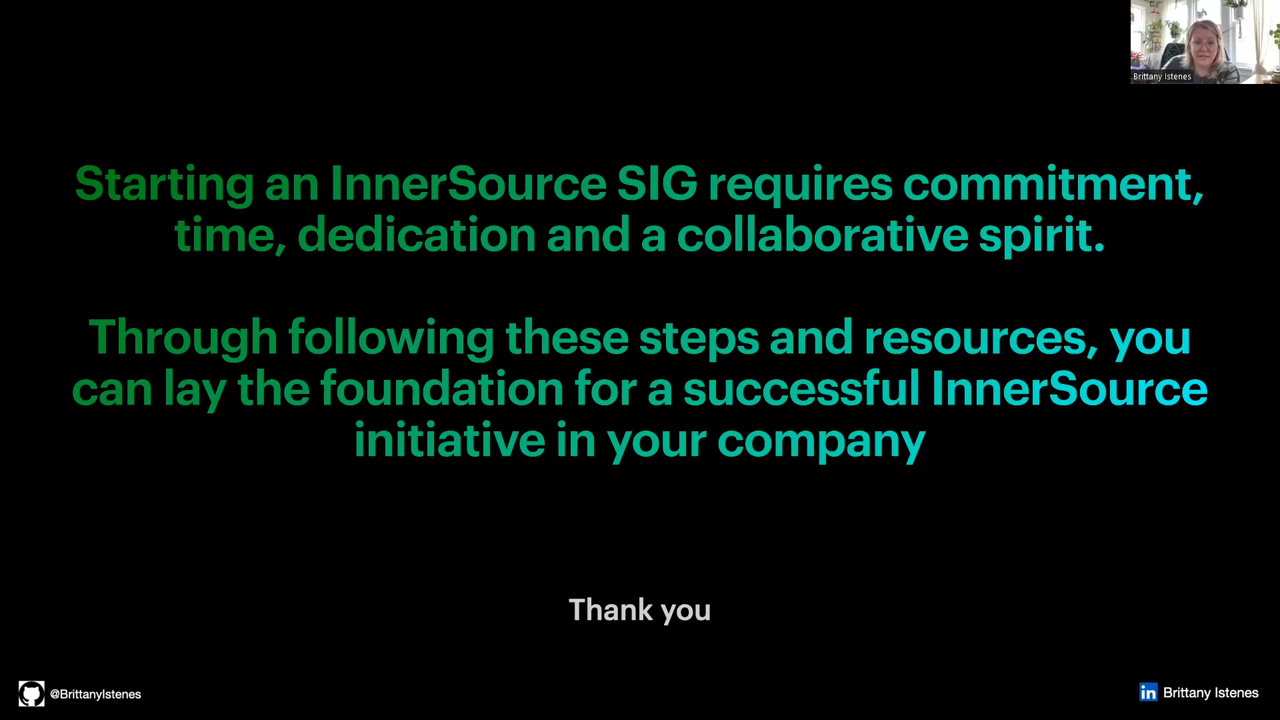 Brittany Istenes
Starting an InnerSource SIG requires commitment,
time, dedication and a collaborative spirit.
Through following these steps and resources, you
can lay the foundation for a successful InnerSource
initiative in your company
Thank you
@BrittanyIstenes
in Brittany Istenes